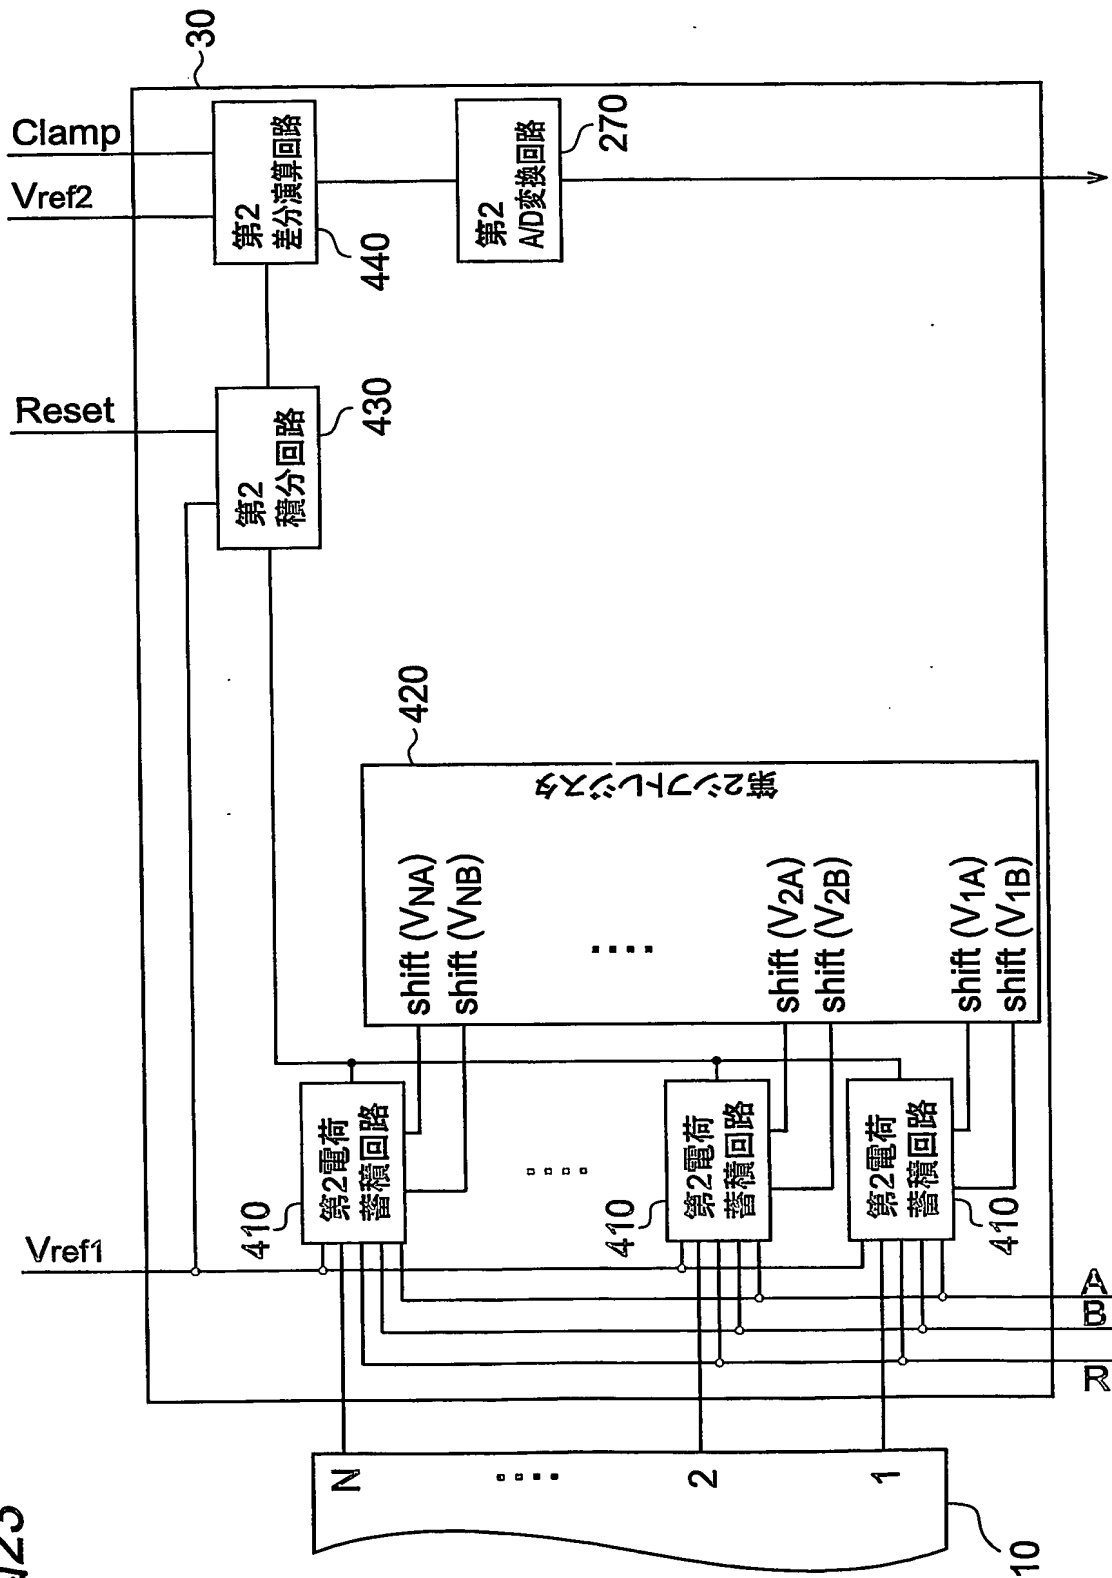 30
Clamp
Vref2
第2
差分演算回路
440
第2
A/D変換回路
270
Reset
第2
積分回路
430
420
第2シフトレジスタ
shift (VNA)
shift (VNB)
shift (V2A)
shift (V2B)
shift (V1A)
shift (V1B)
第2電荷
蓄積回路
410
第2電荷
蓄積回路
410
第2電荷
蓄積回路
410
Vref1
A
B
R
N
2
1
10
/23